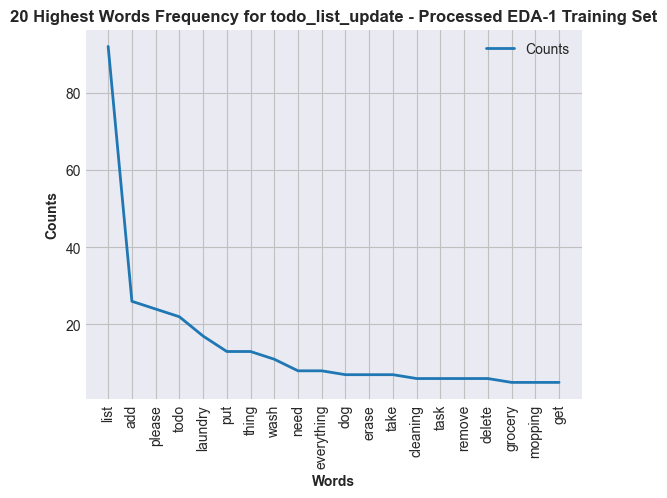 20 Highest Words Frequency for todo_list_update - Processed EDA-1 Training Set
Counts
80
60
40
20
Counts
list
add
please
todo
laundry
put
thing
wash
need
everything
dog
erase
take
cleaning
task
remove
delete
grocery
mopping
get
Words